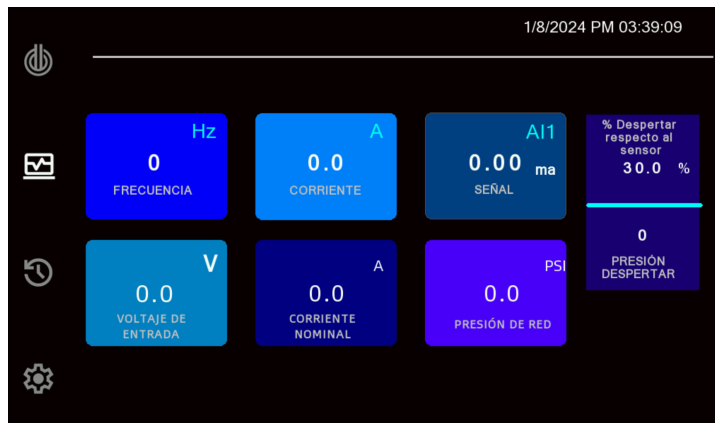 1/8/2024 PM 03:39:09
Hz
0
FRECUENCIA
A
0.0
CORRIENTE
AI1
0.00 ma
SEÑAL
% Despertar
respecto al
sensor
30.0 %
0
PRESIÓN
DESPERTAR
V
0.0
VOLTAJE DE
ENTRADA
A
0.0
CORRIENTE
NOMINAL
PSI
0.0
PRESIÓN DE RED